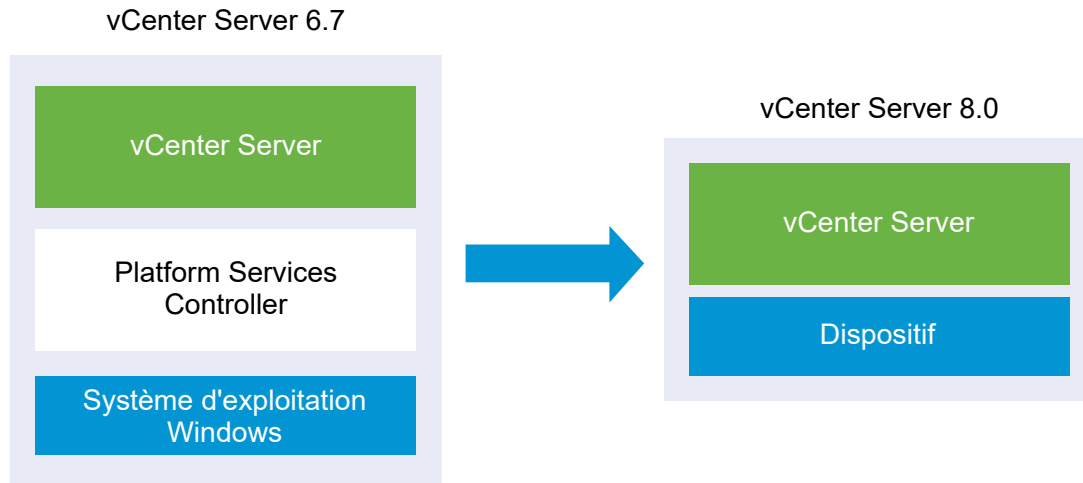 vCenter Server 6.7
vCenter Server
Platform Services
Controller
Système d'exploitation
Windows
vCenter Server 8.0
vCenter Server
Dispositif